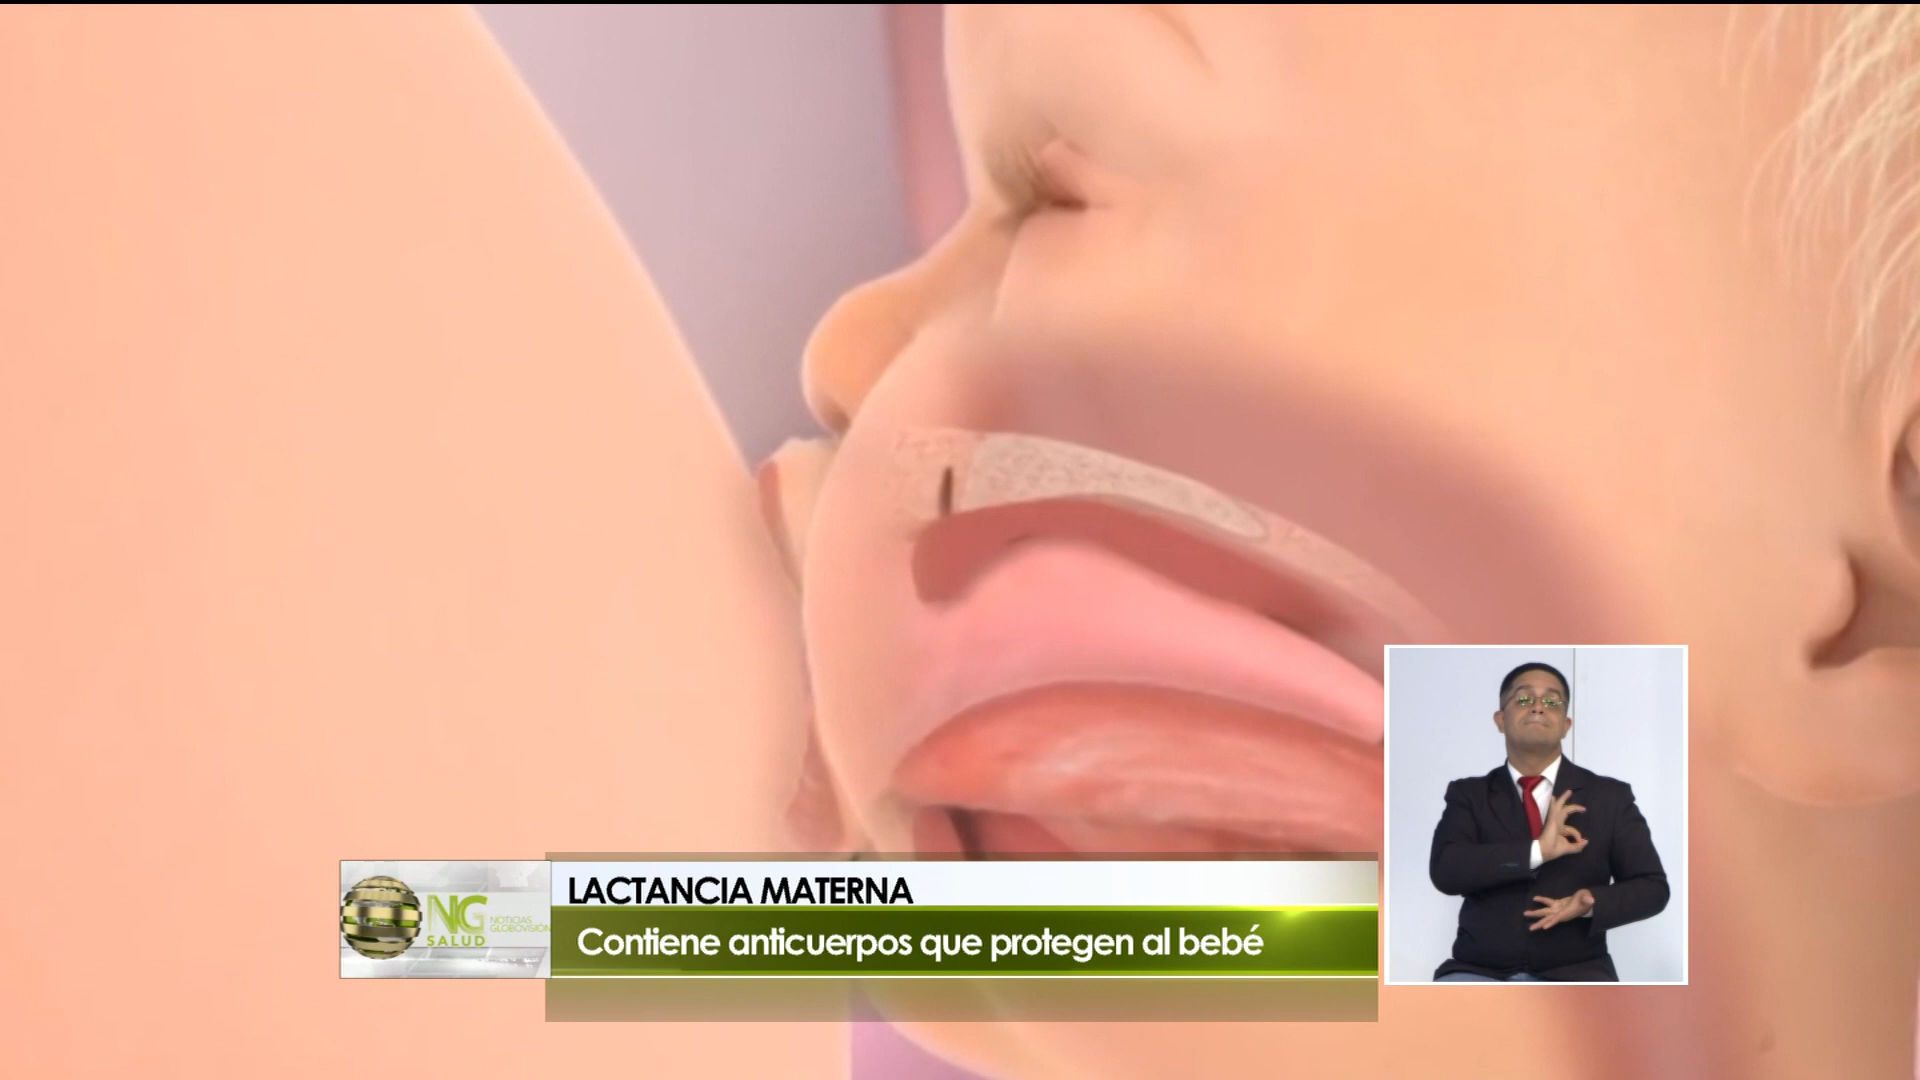 LACTANCIA MATERNA
NG
SALUD
NOTICIAS
GLOBOVISIÓN
Contiene anticuerpos que protegen al bebé